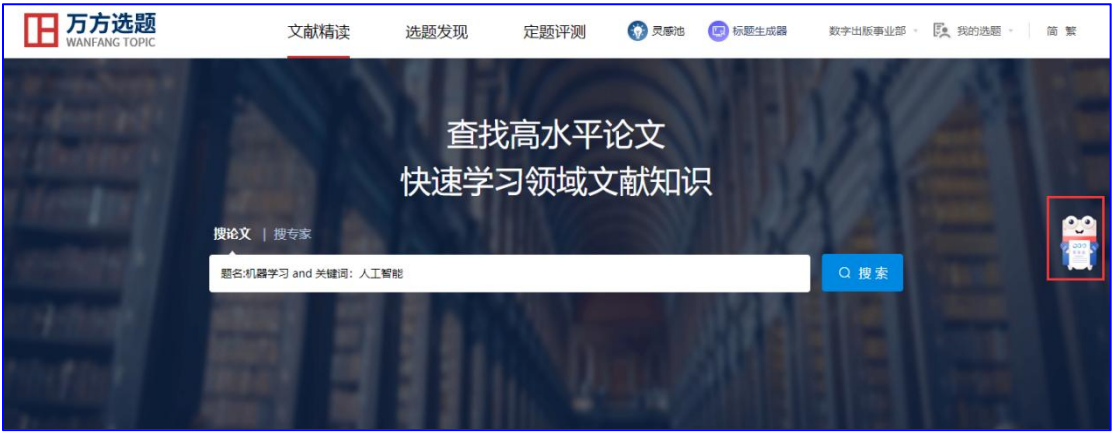 万方选题
WANFANG TOPIC
文献精读 选题发现 定题评测 灵感池 标题生成器 数字出版事业部 我的选题 简 繁
查找高水平论文
快速学习领域文献知识
搜论文 | 搜专家
题名:机器学习 and 关键词：人工智能
搜索